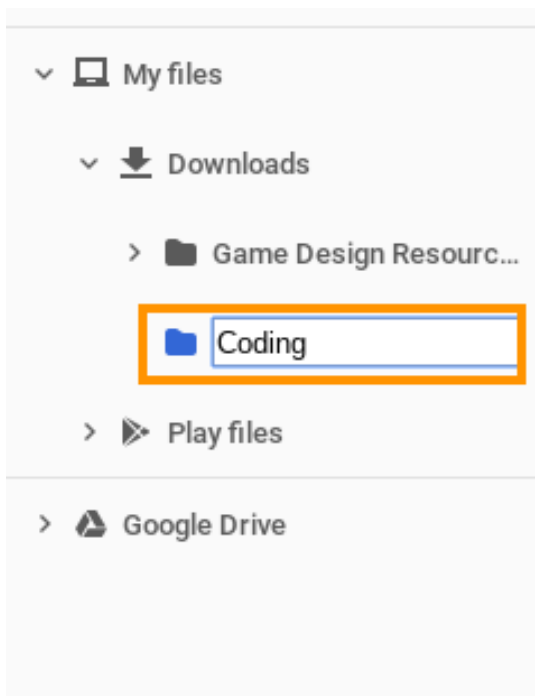 My files
Downloads
Game Design Resourc...
Coding
Play files
Google Drive